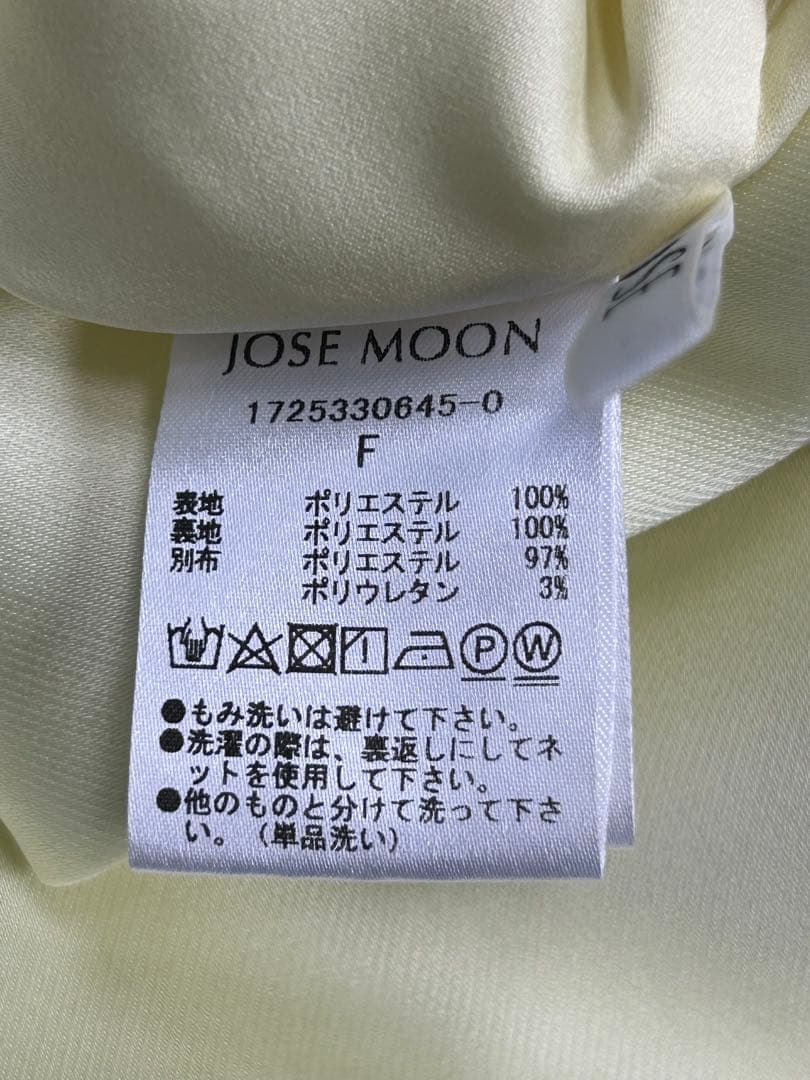 JOSE MOON
1725330645-0
F
表地 ポリエステル 100%
裏地 ポリエステル 100%
別布 ポリエステル 97%
ポリウレタン 3%
P W
●もみ洗いは避けて下さい。
●洗濯の際は、裏返しにしてネ
ットを使用して下さい。
●他のものと分けて洗って下さ
い。(単品洗い)